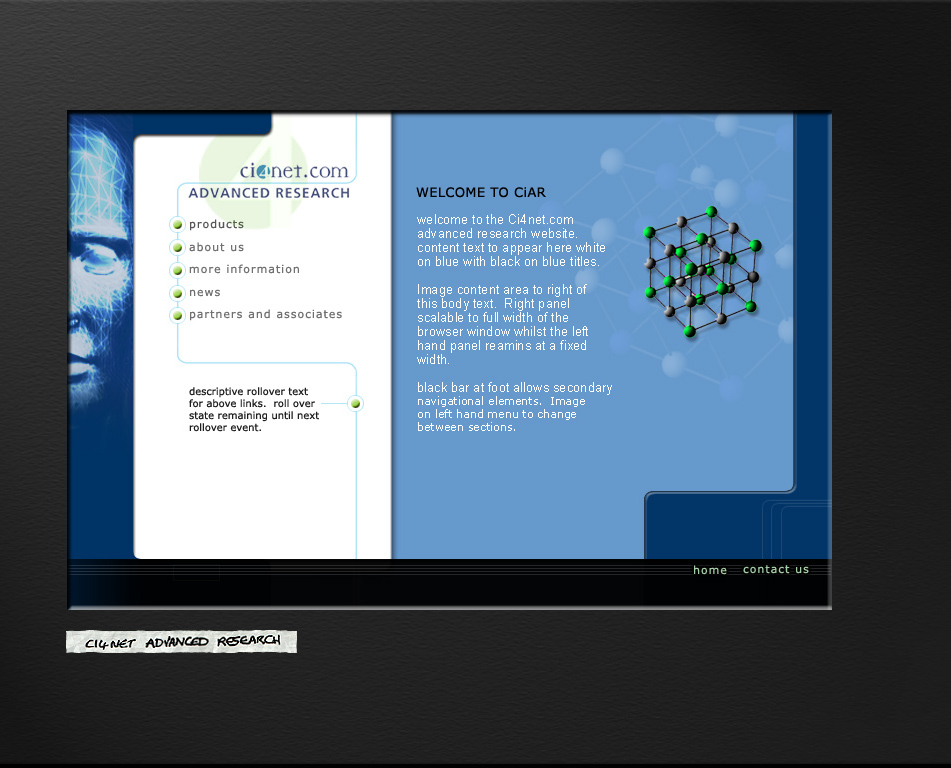 ci4net.com
ADVANCED RESEARCH
products
about us
more information
news
partners and associates
descriptive rollover text
for above links. roll over
state remaining until next
rollover event.
WELCOME TO CiAR
welcome to the Ci4net.com
advanced research website.
content text to appear here white
on blue with black on blue titles.
Image content area to right of
this body text. Right panel
scalable to full width of the
browser window whilst the left
hand panel reamins at a fixed
width.
black bar at foot allows secondary
navigational elements. Image
on left hand menu to change
between sections.
home contact us
CI4NET ADVANCED RESEARCH